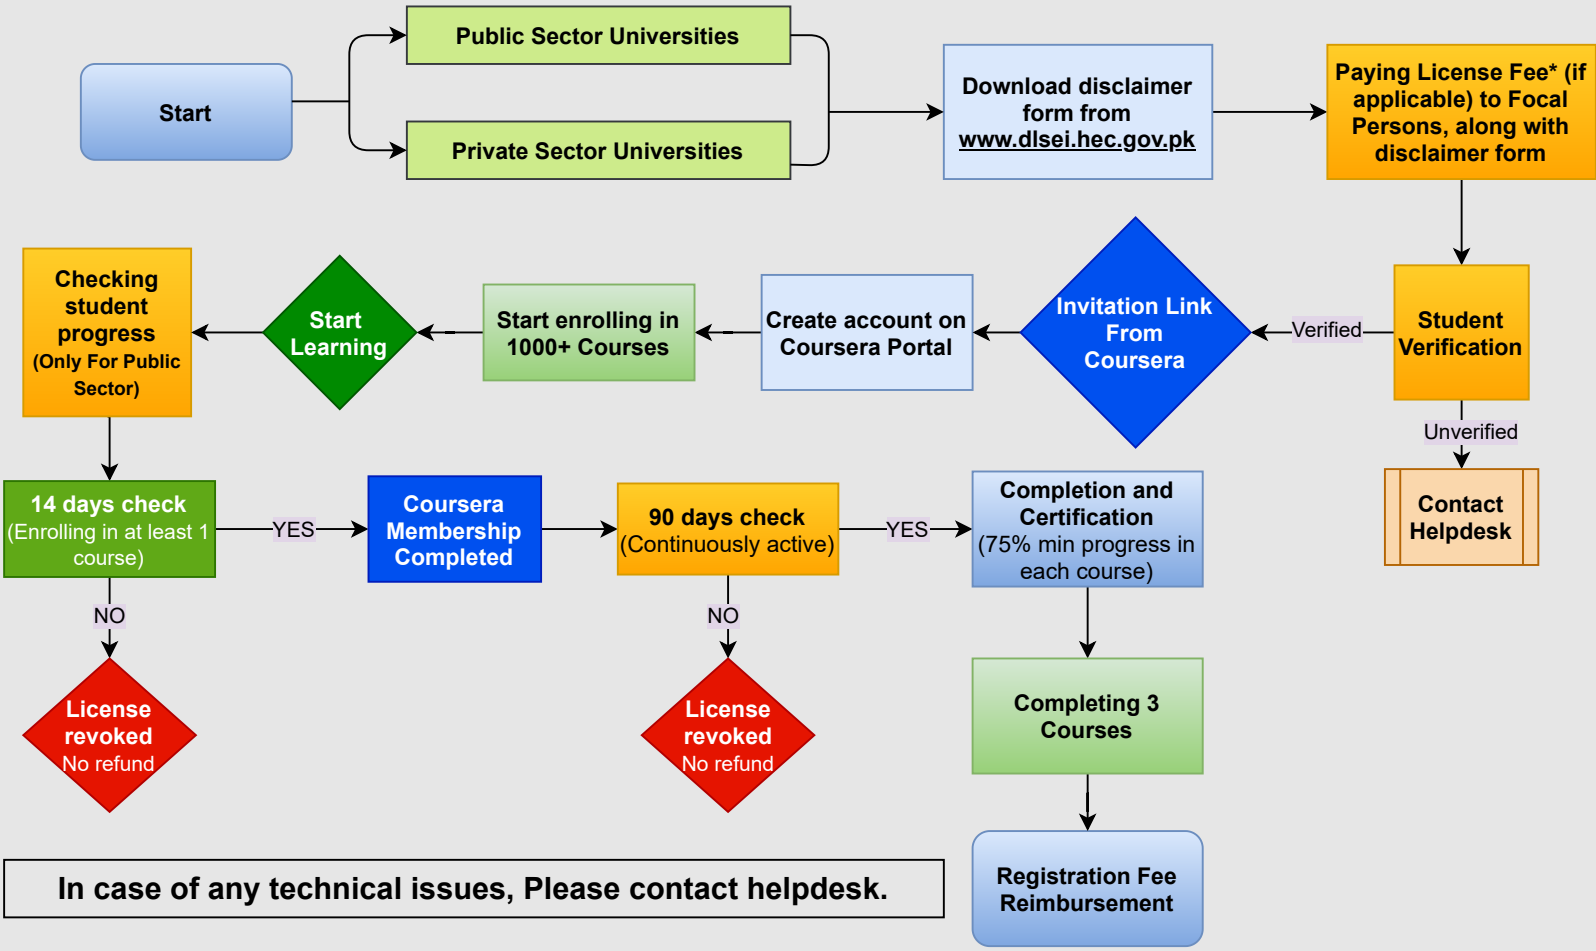 Start
Public Sector Universities
Private Sector Universities
Download disclaimer
form from
www.dlsei.hec.gov.pk
Paying License Fee* (if
applicable) to Focal
Persons, along with
disclaimer form
Student
Verification
Verified
Unverified
Contact
Helpdesk
Invitation Link
From
Coursera
Create account on
Coursera Portal
Start enrolling in
1000+ Courses
Start
Learning
Checking
student
progress
(Only For Public
Sector)
14 days check
(Enrolling in at least 1
course)
YES
NO
License
revoked
No refund
Coursera
Membership
Completed
90 days check
(Continuously active)
YES
NO
License
revoked
No refund
Completion and
Certification
(75% min progress in
each course)
Completing 3
Courses
Registration Fee
Reimbursement
In case of any technical issues, Please contact helpdesk.